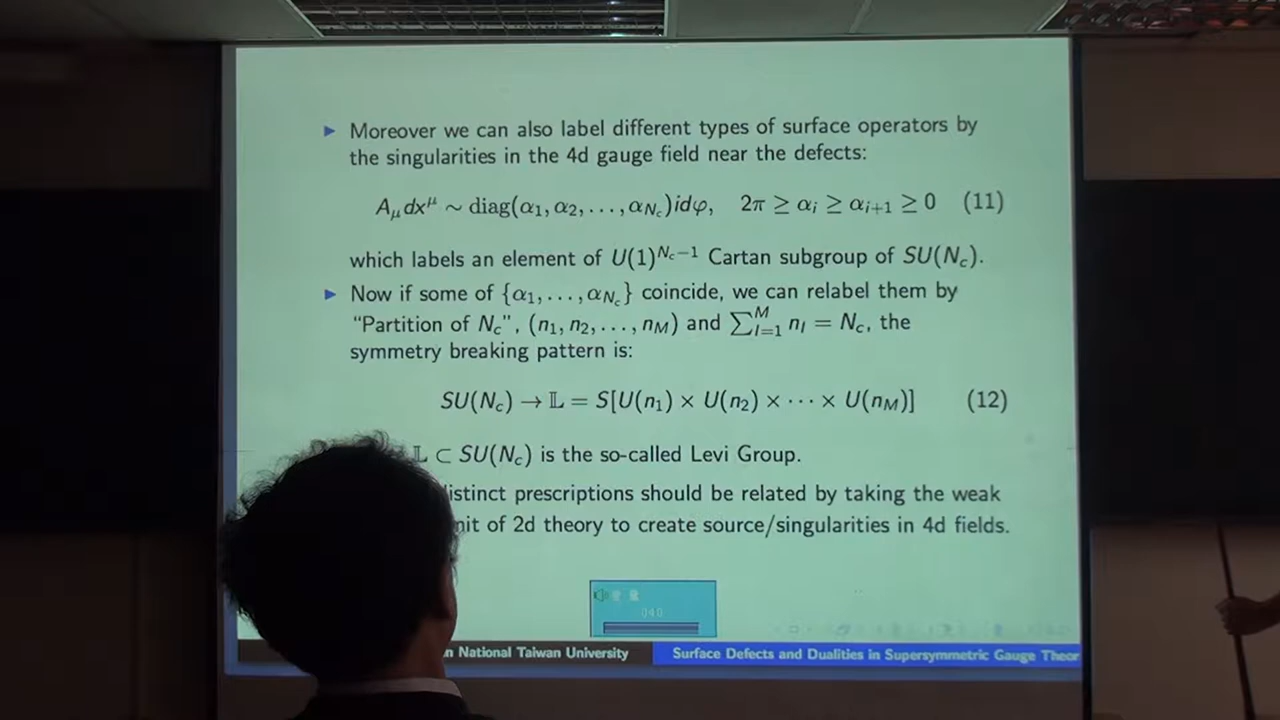 ▶ Moreover we can also label different types of surface operators by
the singularities in the 4d gauge field near the defects:
A_μ dx^μ ∼ diag(α_1, α_2, . . . , α_{N_c})idφ, 2π ≥ α_i ≥ α_{i+1} ≥ 0 (11)
which labels an element of U(1)^{N_c−1} Cartan subgroup of SU(N_c).
▶ Now if some of {α_1, . . . , α_{N_c}} coincide, we can relabel them by
“Partition of N_c”, (n_1, n_2, . . . , n_M) and ∑_{I=1}^{M} n_I = N_c, the
symmetry breaking pattern is:
SU(N_c) → 𝕃 = S[U(n_1) × U(n_2) × · · · × U(n_M)] (12)
𝕃 ⊂ SU(N_c) is the so-called Levi Group.
distinct prescriptions should be related by taking the weak
of 2d theory to create source/singularities in 4d fields.
040
National Taiwan University
Surface Defects and Dualities in Supersymmetric Gauge Theor